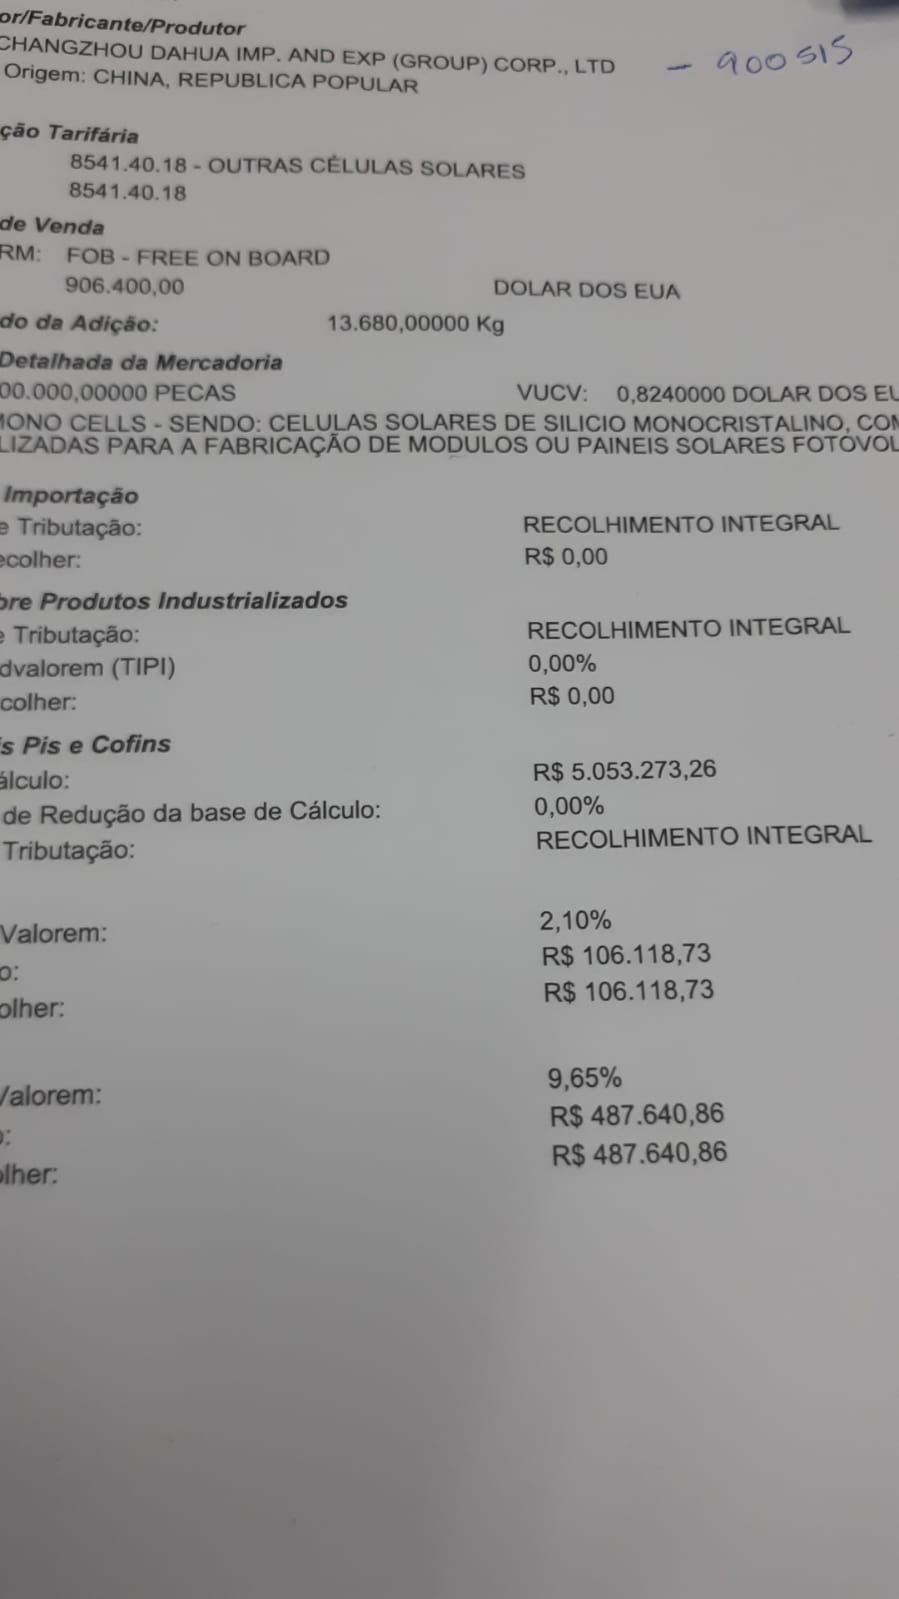 or/Fabricante/Produtor
CHANGZHOU DAHUA IMP. AND EXP (GROUP) CORP., LTD - 900515
Origem: CHINA, REPUBLICA POPULAR
ção Tarifária
8541.40.18 - OUTRAS CÉLULAS SOLARES
8541.40.18
de Venda
RM: FOB - FREE ON BOARD
906.400,00 DOLAR DOS EUA
do da Adição: 13.680,00000 Kg
Detalhada da Mercadoria
00.000,00000 PECAS VUCV: 0,8240000 DOLAR DOS EU
MONO CELLS - SENDO: CELULAS SOLARES DE SILICIO MONOCRISTALINO, COM
LIZADAS PARA A FABRICAÇÃO DE MODULOS OU PAINEIS SOLARES FOTOVOL
Importação
e Tributação: RECOLHIMENTO INTEGRAL
ecolher: R$ 0,00
bre Produtos Industrializados
e Tributação: RECOLHIMENTO INTEGRAL
dvalorem (TIPI) 0,00%
colher: R$ 0,00
s Pis e Cofins
álculo: R$ 5.053.273,26
de Redução da base de Cálculo: 0,00%
Tributação: RECOLHIMENTO INTEGRAL
Valorem: 2,10%
o: R$ 106.118,73
olher: R$ 106.118,73
Valorem: 9,65%
o: R$ 487.640,86
olher: R$ 487.640,86